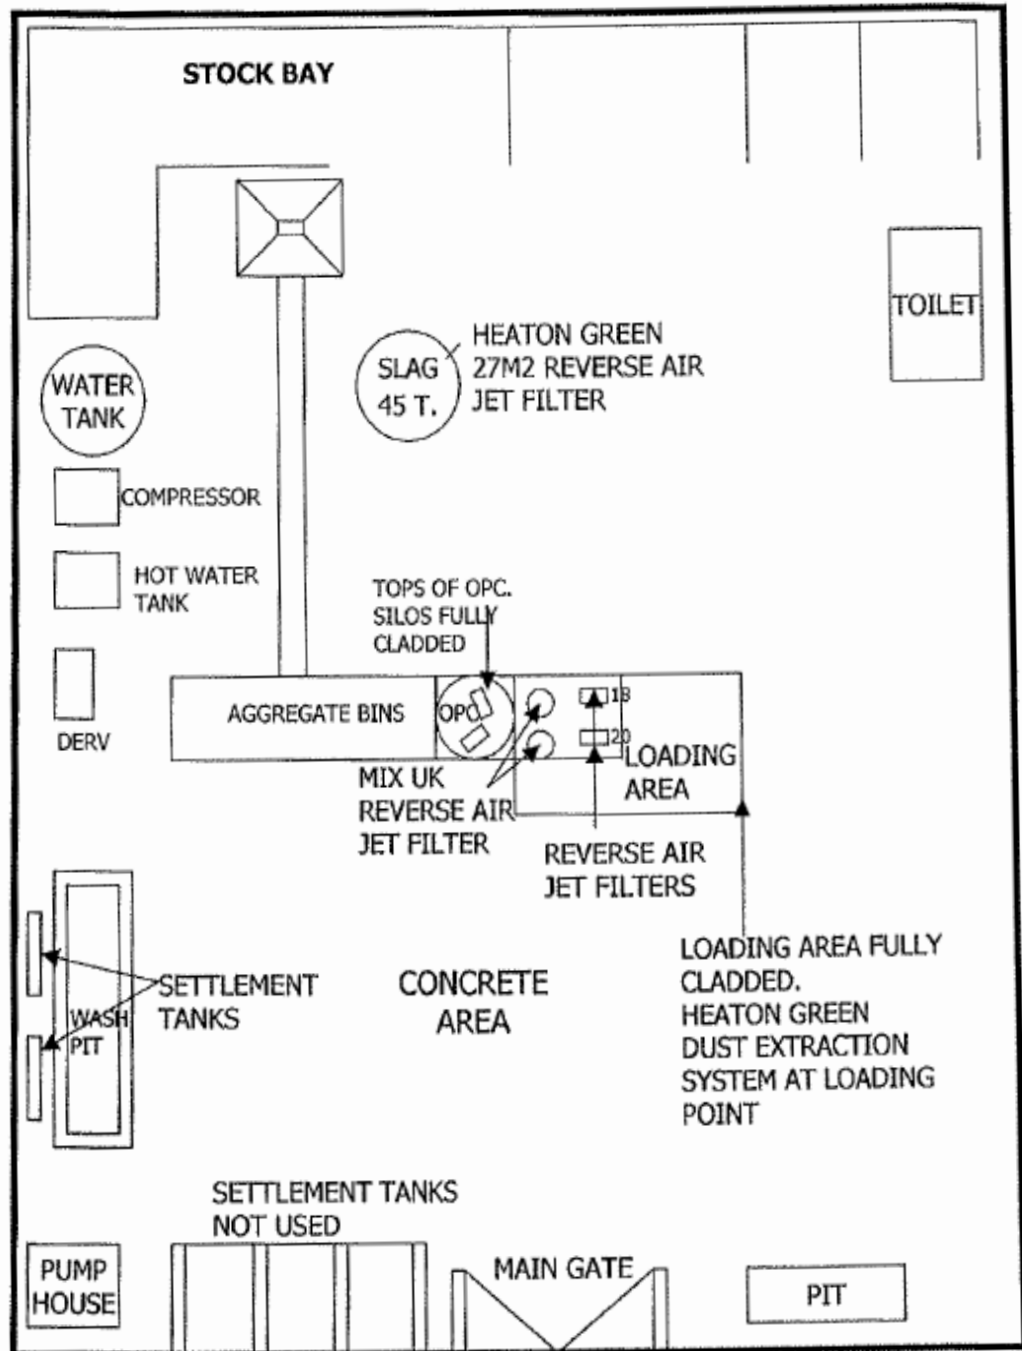 STOCK BAY
TOILET
HEATON GREEN
27M2 REVERSE AIR
JET FILTER
SLAG
45 T.
WATER
TANK
COMPRESSOR
HOT WATER
TANK
TOPS OF OPC.
SILOS FULLY
CLADDED
DERV
AGGREGATE BINS
OPC
18
20
LOADING
AREA
MIX UK
REVERSE AIR
JET FILTER
REVERSE AIR
JET FILTERS
LOADING AREA FULLY
CLADDED.
HEATON GREEN
DUST EXTRACTION
SYSTEM AT LOADING
POINT
SETTLEMENT
TANKS
WASH
PIT
CONCRETE
AREA
SETTLEMENT TANKS
NOT USED
PUMP
HOUSE
MAIN GATE
PIT